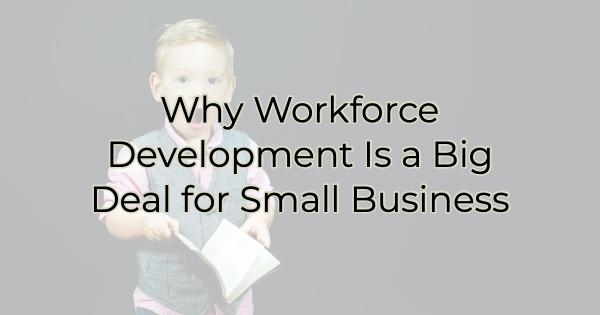 Why Workforce
Development Is a Big
Deal for Small Business